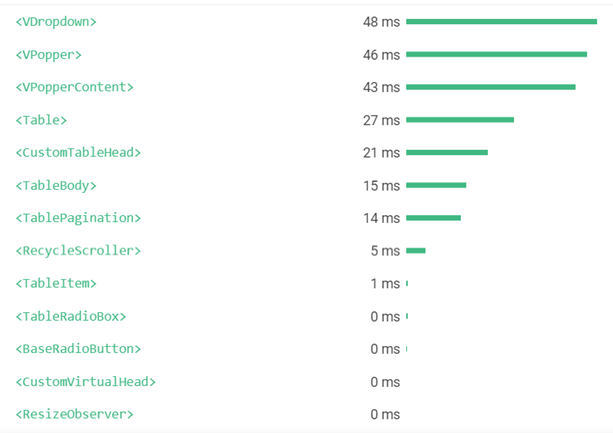 <VDropdown> 48 ms
<VPopper> 46 ms
<VPopperContent> 43 ms
<Table> 27 ms
<CustomTableHead> 21 ms
<TableBody> 15 ms
<TablePagination> 14 ms
<RecycleScroller> 5 ms
<TableItem> 1 ms
<TableRadioBox> 0 ms
<BaseRadioButton> 0 ms
<CustomVirtualHead> 0 ms
<ResizeObserver> 0 ms